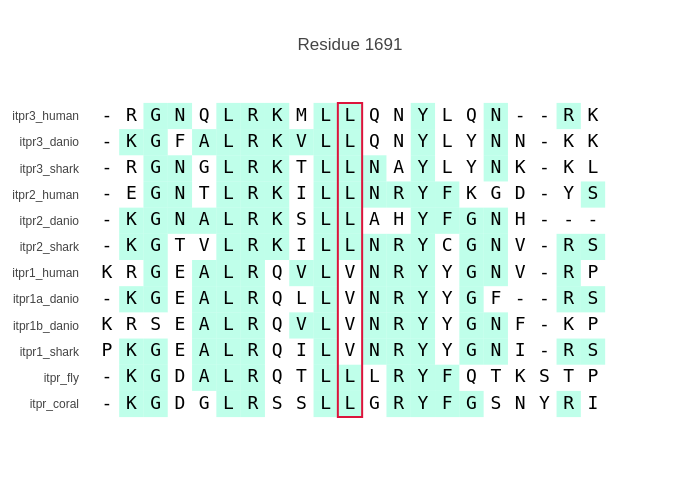 Residue 1691
itpr3_human - R G N Q L R K M L L Q N Y L Q N - - R K
itpr3_danio - K G F A L R K V L L Q N Y L Y N N - K K
itpr3_shark - R G N G L R K T L L N A Y L Y N K - K L
itpr2_human - E G N T L R K I L L N R Y F K G D - Y S
itpr2_danio - K G N A L R K S L L A H Y F G N H - - -
itpr2_shark - K G T V L R K I L L N R Y C G N V - R S
itpr1_human K R G E A L R Q V L V N R Y Y G N V - R P
itpr1a_danio - K G E A L R Q L L V N R Y Y G F - - R S
itpr1b_danio K R S E A L R Q V L V N R Y Y G N F - K P
itpr1_shark P K G E A L R Q I L V N R Y Y G N I - R S
itpr_fly - K G D A L R Q T L L L R Y F Q T K S T P
itpr_coral - K G D G L R S S L L G R Y F G S N Y R I